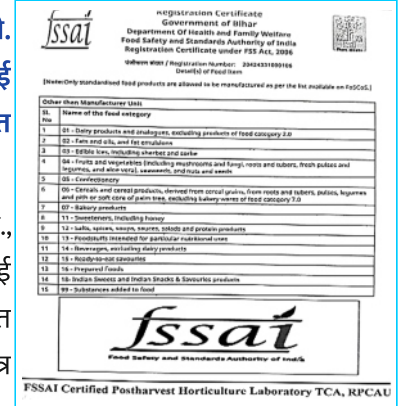 ी.
ई
त
fssai
Registration Certificate
Government of Bihar
Department Of Health and Family Welfare
Food Safety and Standards Authority of India
Registration Certificate under FSS Act, 2006
पंजीकरण संख्या / Registration Number:
Detail(s) of Food Item
[Note:Only standardised food products are allowed to be manufactured as per the list available on FoSCoS.]
Other than Manufacturer Unit
Sl. No Name of the food category
1 01 - Dairy products and analogues, excluding products of food category 2.0
2 02 - Fats and oils, and fat emulsions
3 03 - Edible ices, including sherbet and sorbe
4 04 - Fruits and vegetables (including mushrooms and fungi, roots and tubers, fresh pulses and
legumes, and aloe vera), seaweeds, and nuts and seeds
5 05 - Confectionery
6 06 - Cereals and cereal products, derived from cereal grains, from roots and tubers, pulses, legumes
and pith or soft core of palm tree, excluding bakery wares of food category 7.0
7 07 - Bakery products
8 11 - Sweeteners, including honey
9 12 - Salts, spices, soups, sauces, salads and protein products
10 13 - Foodstuffs intended for particular nutritional uses
11 14 - Beverages, excluding dairy products
12 15 - Ready-to-eat savouries
13 16 - Prepared Foods
14 18- Indian Sweets and Indian Snacks & Savouries products
15 99 - Substances added to food
.,
ई
त
त्र
fssai
Food Safety and Standards Authority of India
FSSAI Certified Postharvest Horticulture Laboratory TCA, RPCAU